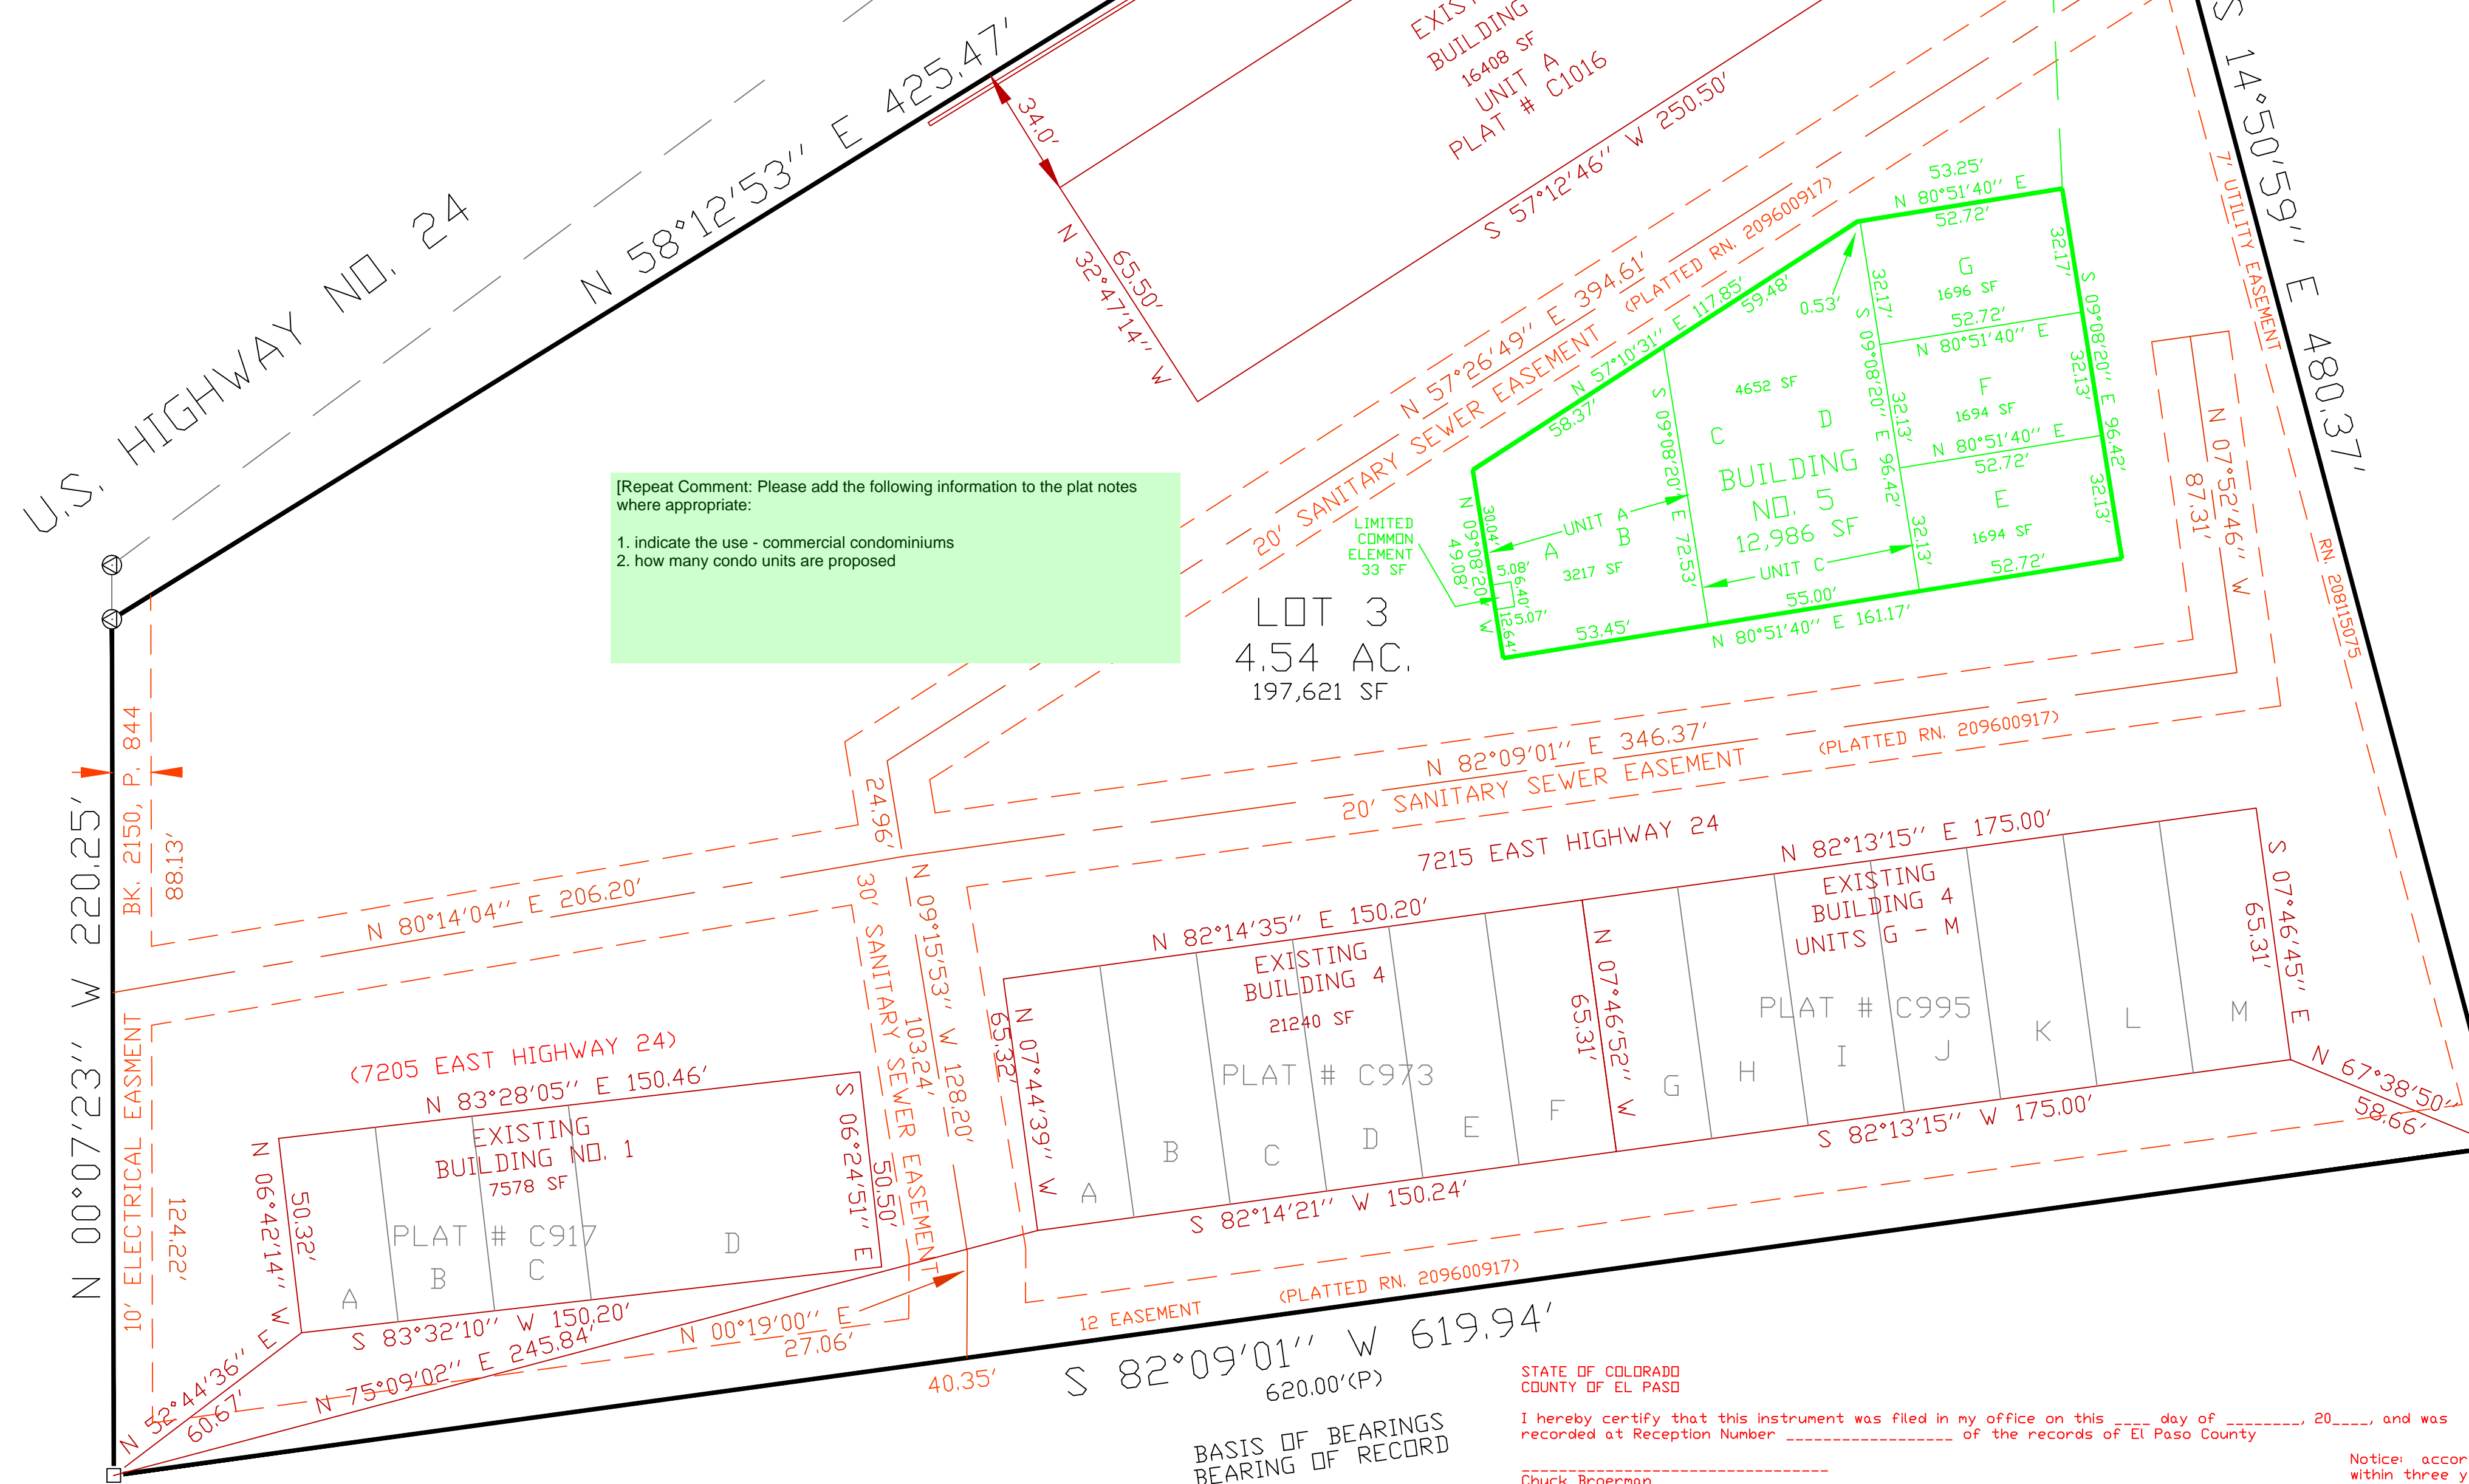 U.S. HIGHWAY NO. 24
N 58°12'53'' E 425.47'
34.0'
N 32°47'14'' W
65.50'
BUILDING
16408 SF
UNIT A
PLAT # C1016
S 57°12'46'' W 250.50'
S 14°50'59'' E 480.37'
7' UTILITY EASEMENT
RN. 208115075
N 57°26'49'' E 394.61'
20' SANITARY SEWER EASEMENT
(PLATTED RN. 209600917)
53.25'
N 80°51'40'' E
52.72'
32.17'
G
1696 SF
52.72'
N 80°51'40'' E
S 09°08'20'' E 96.42'
32.13'
F
1694 SF
N 80°51'40'' E
52.72'
32.13'
E
1694 SF
52.72'
0.53'
32.17'
S 09°08'20'' E 96.42'
32.13'
32.13'
N 57°10'31'' E 117.85'
59.48'
58.37'
4652 SF
C
D
BUILDING
NO. 5
12,986 SF
UNIT C
55.00'
N 80°51'40'' E 161.17'
S 09°08'20'' E 72.53'
UNIT A
A
B
3217 SF
53.45'
30.04'
N 09°08'20'' W
49.08'
5.08'
6.40'
5.07'
12.64'
LIMITED
COMMON
ELEMENT
33 SF
N 07°52'46'' W
87.31'
[Repeat Comment: Please add the following information to the plat notes
where appropriate:
1. indicate the use - commercial condominiums
2. how many condo units are proposed
LOT 3
4.54 AC.
197,621 SF
N 82°09'01'' E 346.37'
20' SANITARY SEWER EASEMENT
(PLATTED RN. 209600917)
N 00°07'23'' W 220.25'
10' ELECTRICAL EASMENT
BK. 2150, P. 844
88.13'
124.22'
N 80°14'04'' E 206.20'
24.96'
30' SANITARY SEWER EASEMENT
N 09°15'53'' W 128.20'
103.24'
7215 EAST HIGHWAY 24
N 82°14'35'' E 150.20'
EXISTING
BUILDING 4
21240 SF
PLAT # C973
N 07°44'39'' W
65.32'
A
B
C
D
E
F
S 82°14'21'' W 150.24'
N 82°13'15'' E 175.00'
EXISTING
BUILDING 4
UNITS G - M
PLAT # C995
N 07°46'52'' W
65.31'
G
H
I
J
K
L
M
S 07°46'45'' E
65.31'
S 82°13'15'' W 175.00'
N 67°38'50''
58.66'
(7205 EAST HIGHWAY 24)
N 83°28'05'' E 150.46'
EXISTING
BUILDING NO. 1
7578 SF
PLAT # C917
N 06°42'14'' W
50.32'
A
B
C
D
S 06°24'51'' E
50.50'
S 83°32'10'' W 150.20'
N 52°44'36'' E
60.67'
N 75°09'02'' E 245.84'
N 00°19'00'' E
27.06'
40.35'
12 EASEMENT
(PLATTED RN. 209600917)
S 82°09'01'' W 619.94'
620.00'(P)
BASIS OF BEARINGS
BEARING OF RECORD
STATE OF COLORADO
COUNTY OF EL PASO
I hereby certify that this instrument was filed in my office on this ____ day of ________, 20____, and was
recorded at Reception Number __________________ of the records of El Paso County
Chuck Broerman
Notice:
within three